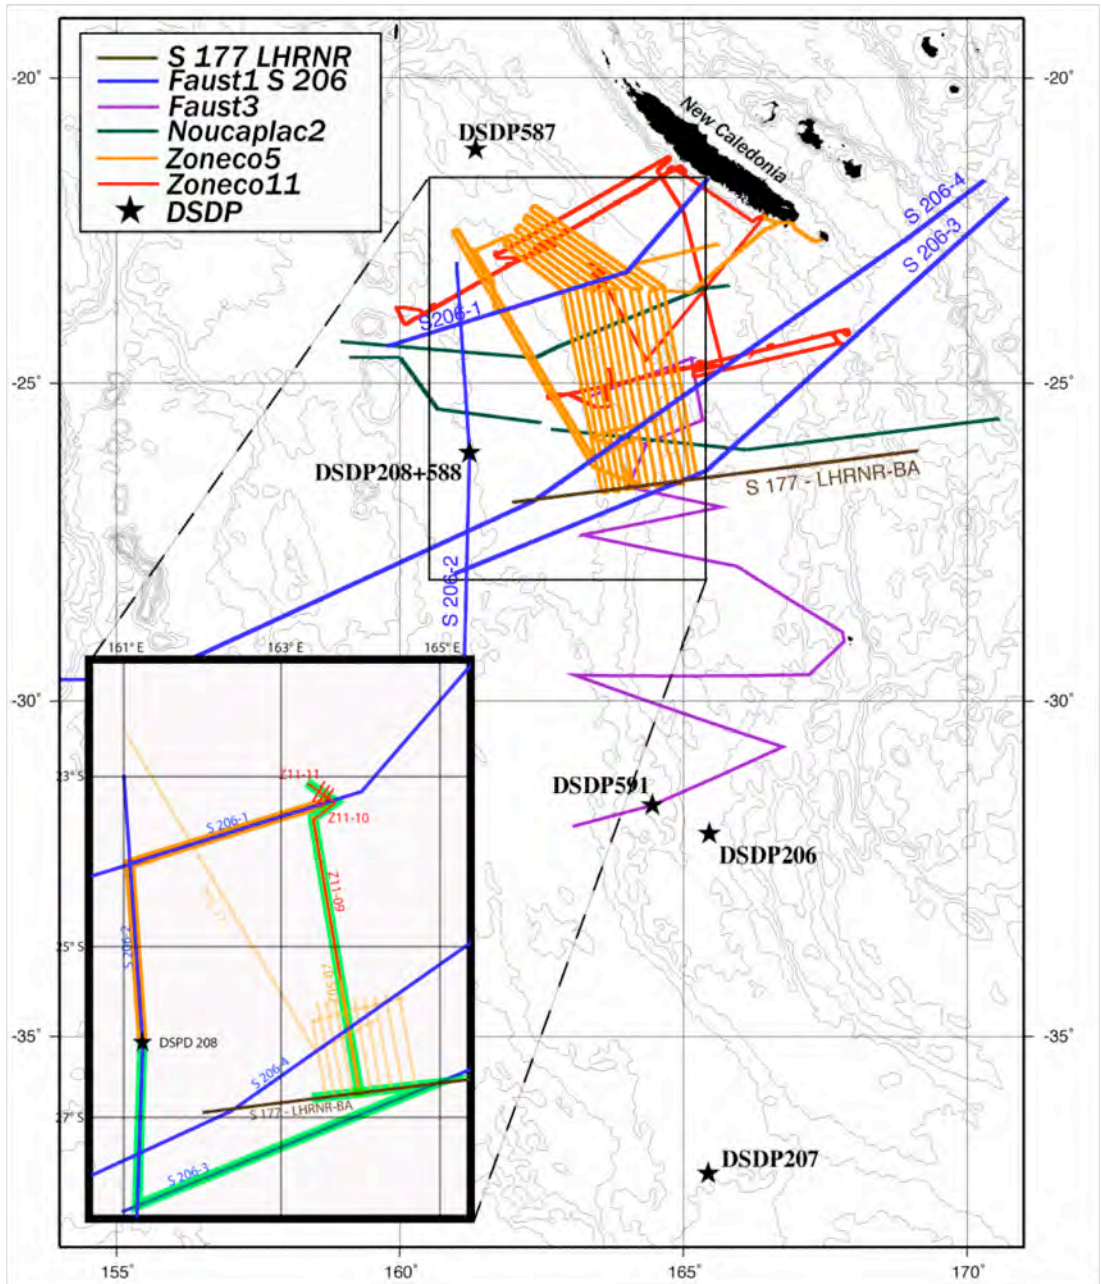 S 177 LHRNR
Faust1 S 206
Faust3
Noucaplac2
Zoneco5
Zoneco11
DSDP
-20°
-20°
New Caledonia
DSDP587
S 206-4
S 206-3
S206-1
-25°
-25°
DSDP208+588
S 177 - LHRNR-BA
S 206-2
161° E
163° E
165° E
-30°
-30°
23° S
Z11-11
Z11-10
S 206-1
DSDP591
DSDP206
Z11-09
S 206-2
25° S
-35°
-35°
DSPD 208
S 206-4
S 177 - LHRNR-BA
27° S
S 206-3
DSDP207
155°
160°
165°
170°